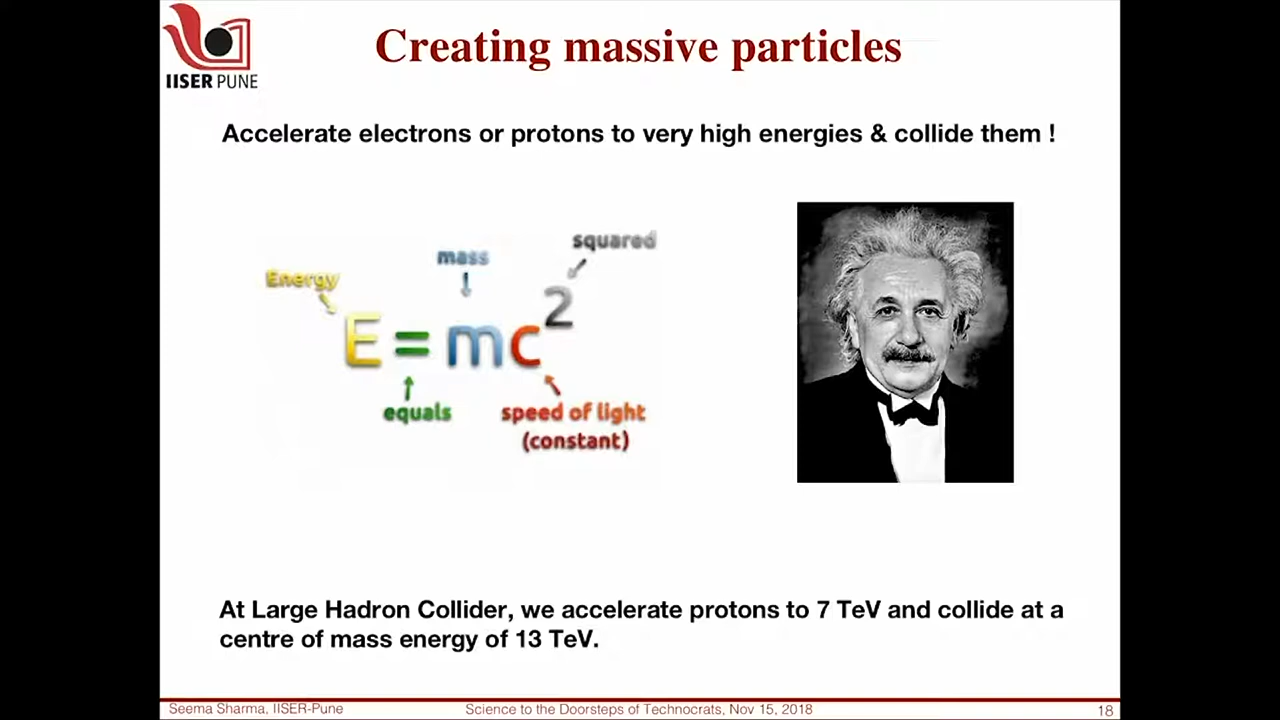 IISER PUNE
Creating massive particles
Accelerate electrons or protons to very high energies & collide them !
squared
mass
Energy
E = mc2
equals
speed of light
(constant)
At Large Hadron Collider, we accelerate protons to 7 TeV and collide at a
centre of mass energy of 13 TeV.
Seema Sharma, IISER-Pune
Science to the Doorsteps of Technocrats, Nov 15, 2018
18